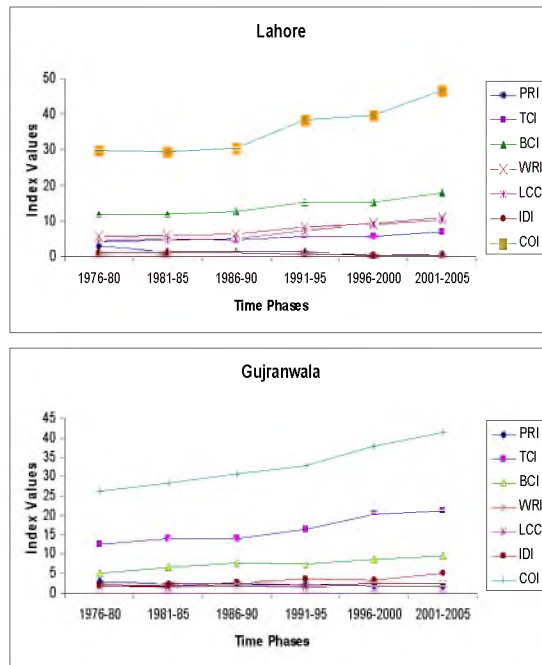 Lahore
50
40
30
20
10
0
Index Values
1976-80 1981-85 1986-90 1991-95 1996-2000 2001-2005
Time Phases
PRI
TCI
BCI
WRI
LCC
IDI
COI
Gujranwala
45
40
35
30
25
20
15
10
5
0
Index Values
1976-80 1981-85 1986-90 1991-95 1996-2000 2001-2005
Time Phases
PRI
TCI
BCI
WRI
LCC
IDI
COI